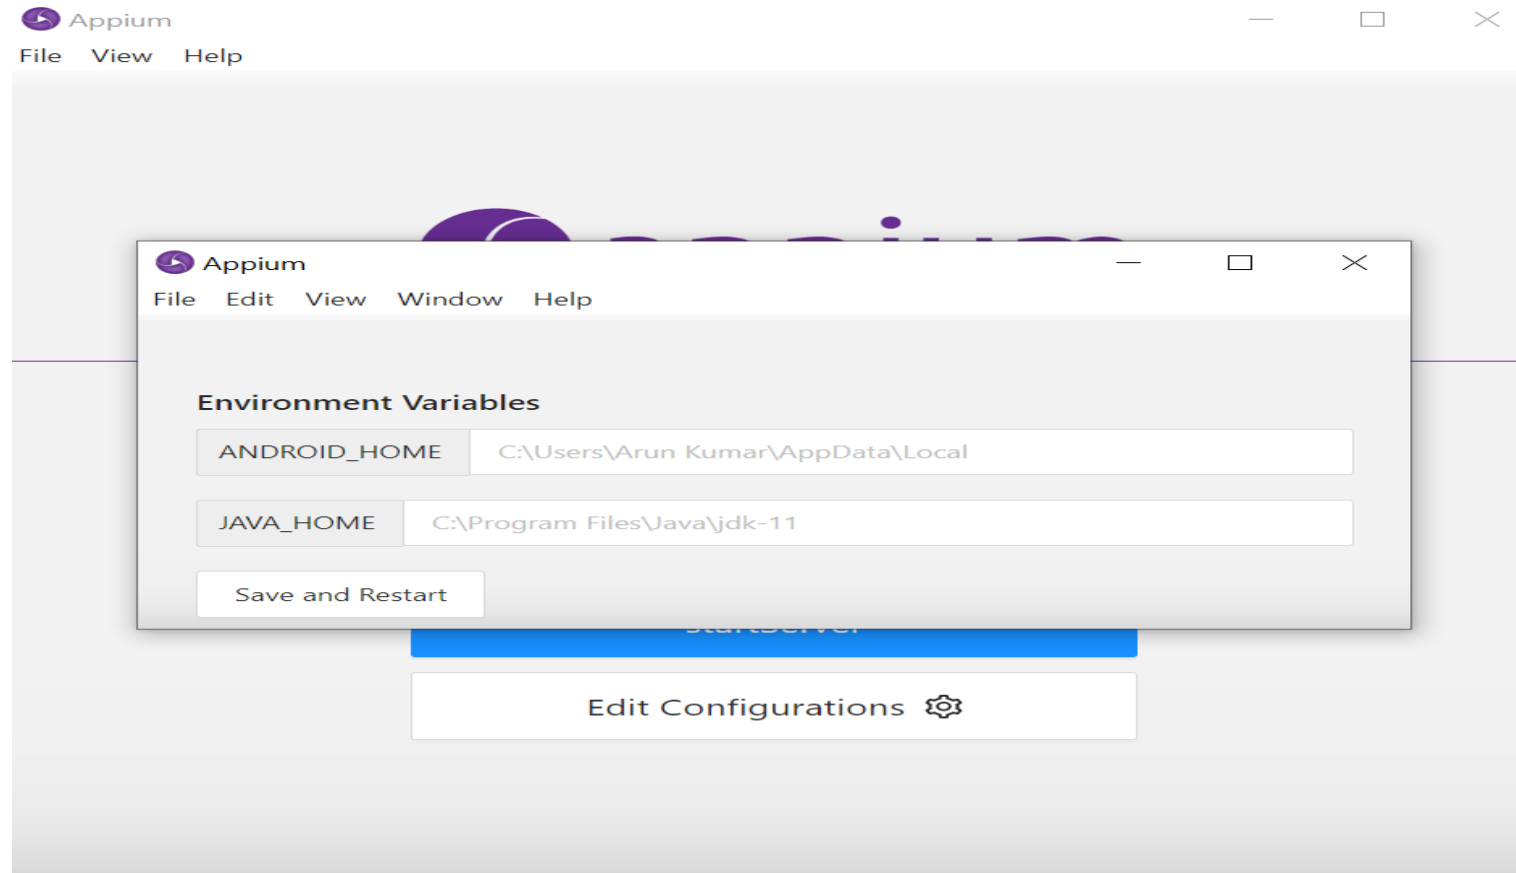 Appium
File View Help
Appium
File Edit View Window Help
Environment Variables
ANDROID_HOME C:\Users\Arun Kumar\AppData\Local
JAVA_HOME C:\Program Files\Java\jdk-11
Save and Restart
Edit Configurations